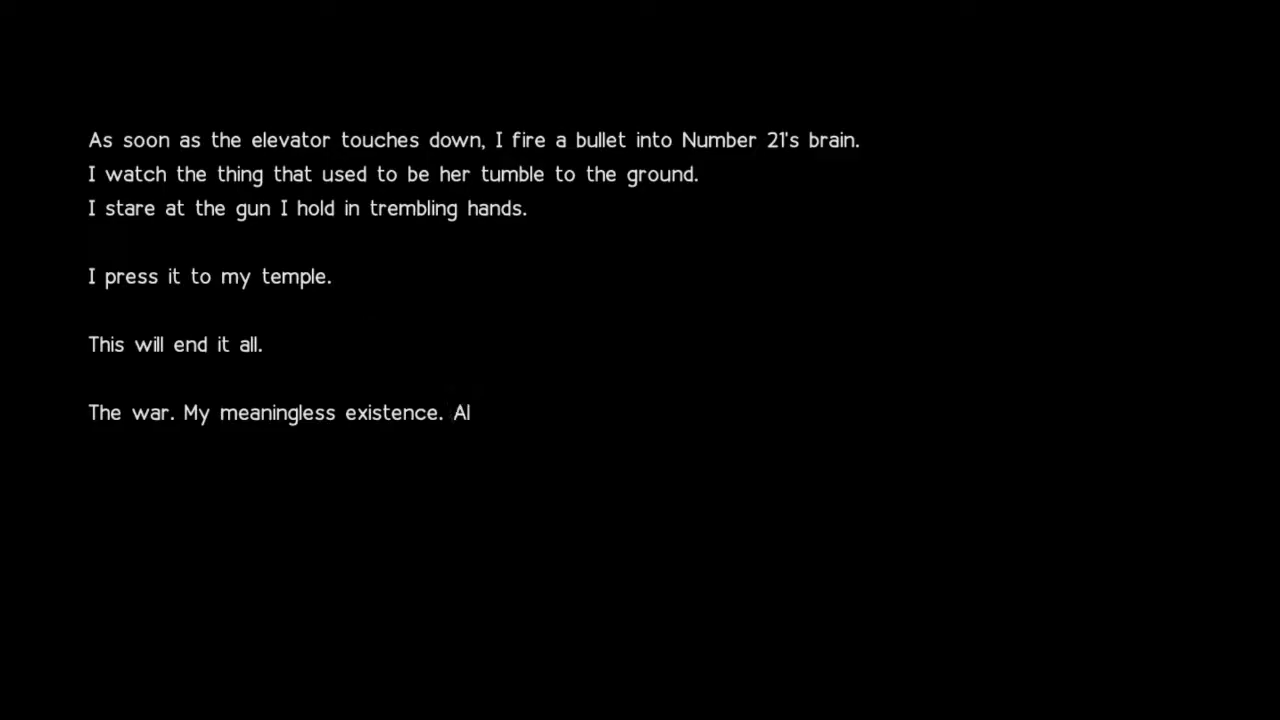 As soon as the elevator touches down, I fire a bullet into Number 21's brain.
I watch the thing that used to be her tumble to the ground.
I stare at the gun I hold in trembling hands.
I press it to my temple.
This will end it all.
The war. My meaningless existence. Al